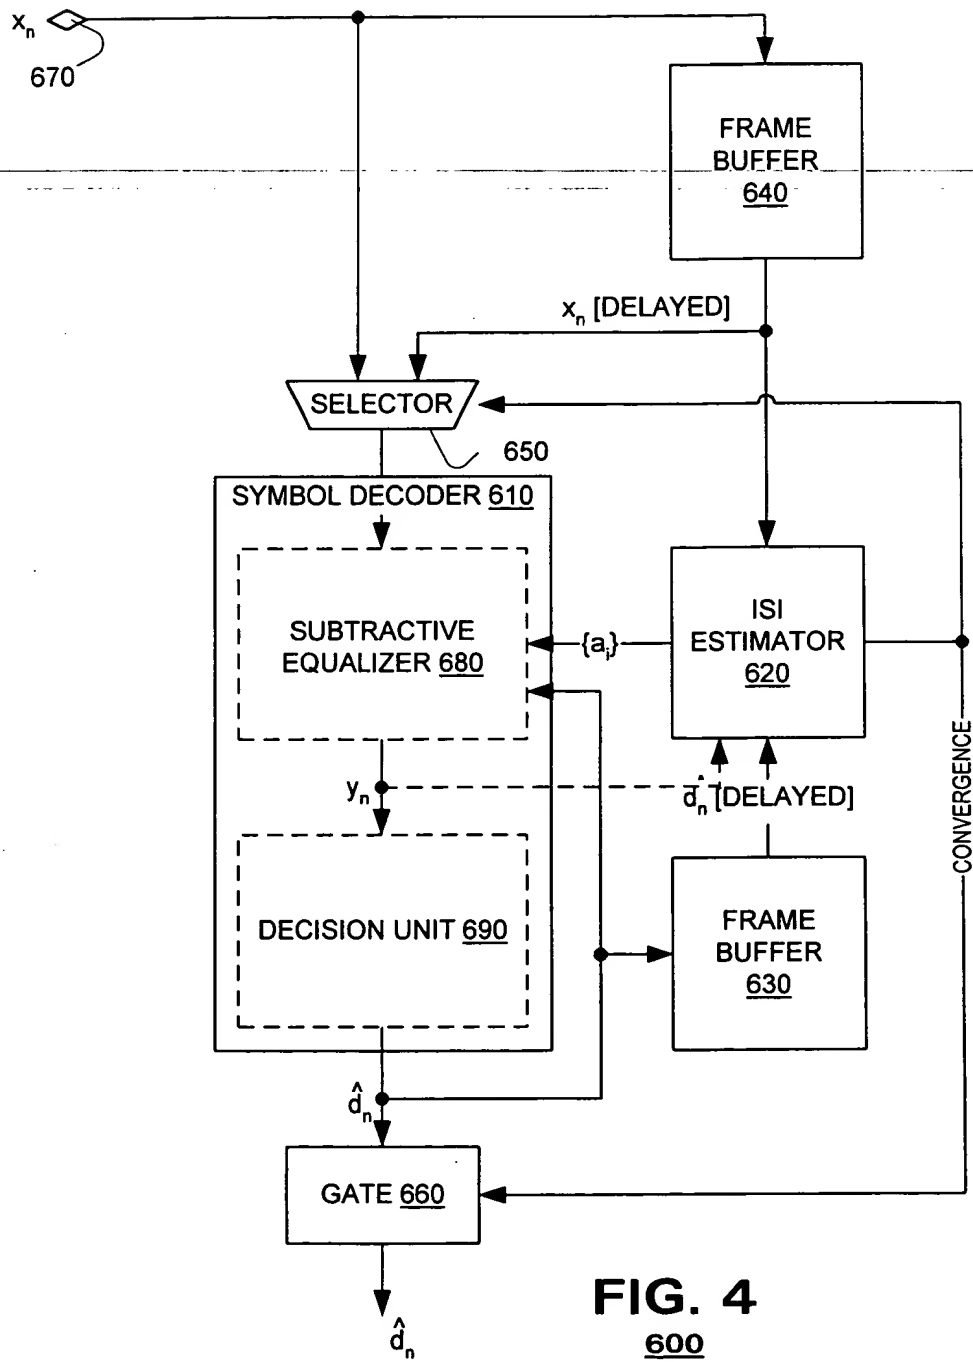 xn
670
FRAME
BUFFER
640
xn [DELAYED]
SELECTOR
650
SYMBOL DECODER 610
SUBTRACTIVE
EQUALIZER 680
{ai}
ISI
ESTIMATOR
620
CONVERGENCE
yn
d̂n [DELAYED]
DECISION UNIT 690
FRAME
BUFFER
630
d̂n
GATE 660
d̂n
FIG. 4
600